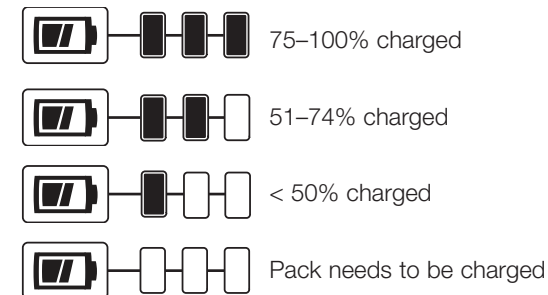 75–100% charged
51–74% charged
< 50% charged
Pack needs to be charged